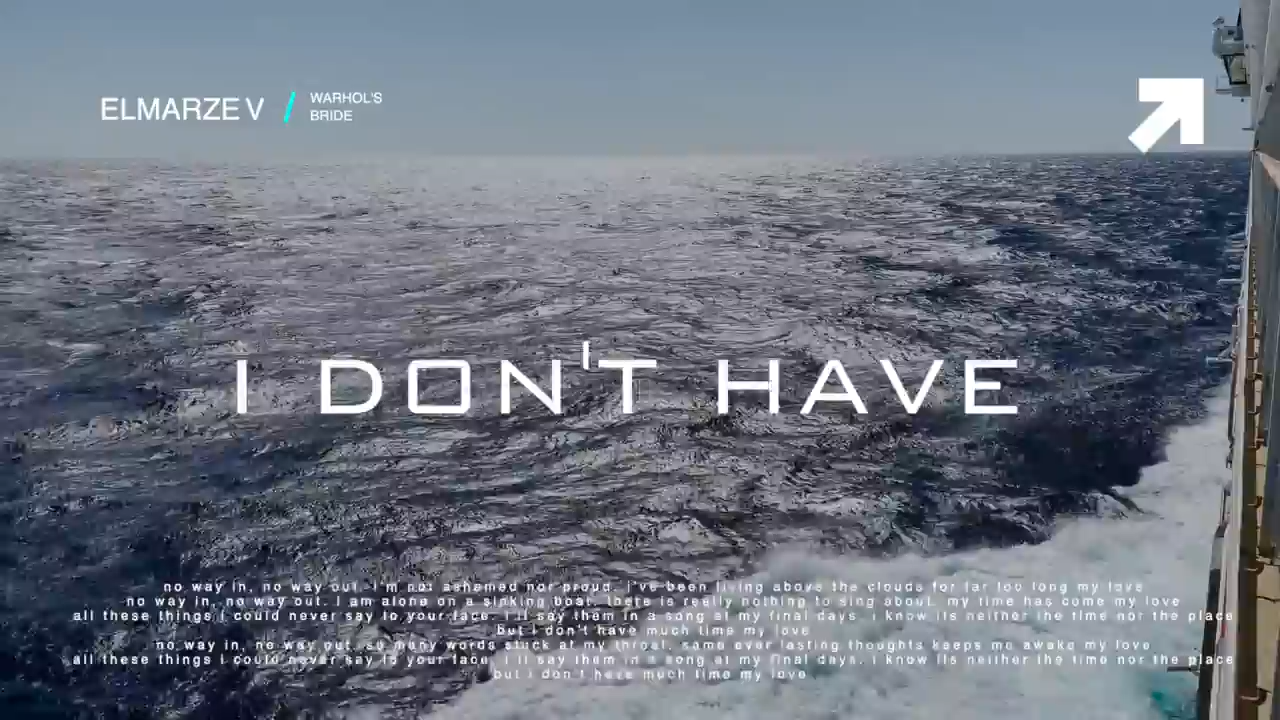 ELMARZEV / WARHOL'S
BRIDE
I DON'T HAVE
no way in, no way out. i'm not ashamed nor proud. i've been living above the clouds for far too long my love
no way in, no way out. i am alone on a sinking boat. there is really nothing to sing about. my time has come my love
all these things i could never say to your face. i'll say them in a song at my final days. i know its neither the time nor the place
but i don't have much time my love
no way in, no way out. so many words stuck at my throat. some ever lasting thoughts keeps me awake my love
all these things i could never say to your face. i'll say them in a song at my final days. i know its neither the time nor the place
but i don't have much time my love